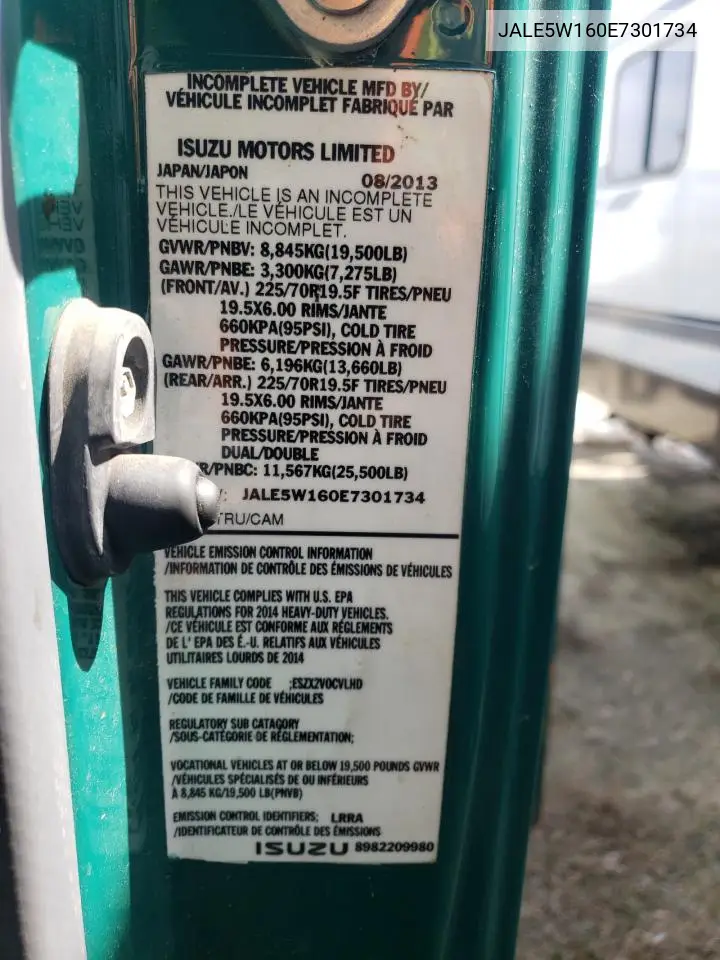 JALE5W160E7301734
INCOMPLETE VEHICLE MFD BY/
VÉHICULE INCOMPLET FABRIQUÉ PAR
ISUZU MOTORS LIMITED
JAPAN/JAPON
08/2013
THIS VEHICLE IS AN INCOMPLETE
VEHICLE./LE VÉHICULE EST UN
VÉHICULE INCOMPLET.
GVWR/PNBV: 8,845KG(19,500LB)
GAWR/PNBE: 3,300KG(7,275LB)
(FRONT/AV.) 225/70R19.5F TIRES/PNEU
19.5X6.00 RIMS/JANTE
660KPA(95PSI), COLD TIRE
PRESSURE/PRESSION À FROID
GAWR/PNBE: 6,196KG(13,660LB)
(REAR/ARR.) 225/70R19.5F TIRES/PNEU
19.5X6.00 RIMS/JANTE
660KPA(95PSI), COLD TIRE
PRESSURE/PRESSION À FROID
DUAL/DOUBLE
R/PNBC: 11,567KG(25,500LB)
JALE5W160E7301734
TRU/CAM
VEHICLE EMISSION CONTROL INFORMATION
/INFORMATION DE CONTRÔLE DES ÉMISSIONS DE VÉHICULES
THIS VEHICLE COMPLIES WITH U.S. EPA
REGULATIONS FOR 2014 HEAVY-DUTY VEHICLES.
/CE VÉHICULE EST CONFORME AUX RÉGLEMENTS
DE L' EPA DES É.-U. RELATIFS AUX VÉHICULES
UTILITAIRES LOURDS DE 2014
VEHICLE FAMILY CODE ;ESZX2VOCVLHD
/CODE DE FAMILLE DE VÉHICULES
REGULATORY SUB CATAGORY
/SOUS-CATÉGORIE DE RÉGLEMENTATION;
VOCATIONAL VEHICLES AT OR BELOW 19,500 POUNDS GVWR
/VÉHICULES SPÉCIALISÉS DE OU INFÉRIEURS
À 8,845 KG/19,500 LB(PNVB)
EMISSION CONTROL IDENTIFIERS; LRRA
/IDENTIFICATEUR DE CONTRÔLE DES ÉMISSIONS
ISUZU 8982209980